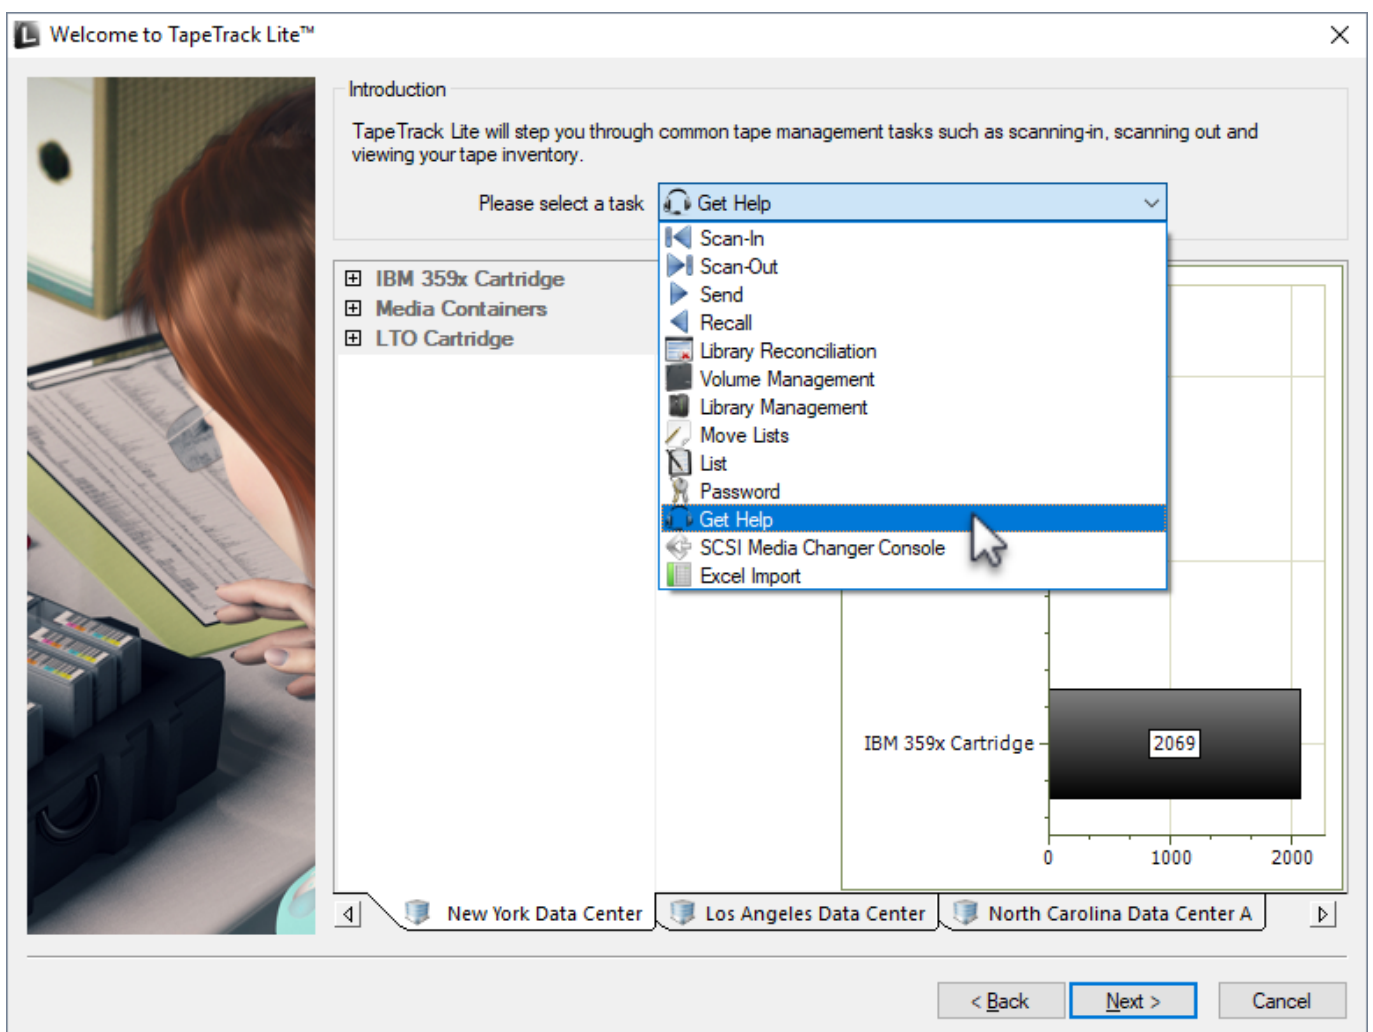 Welcome to TapeTrack Lite™
Introduction
TapeTrack Lite will step you through common tape management tasks such as scanning-in, scanning out and
viewing your tape inventory.
Please select a task
Get Help
Scan-In
Scan-Out
Send
Recall
Library Reconciliation
Volume Management
Library Management
Move Lists
List
Password
Get Help
SCSI Media Changer Console
Excel Import
IBM 359x Cartridge
Media Containers
LTO Cartridge
IBM 359x Cartridge
2069
0 1000 2000
New York Data Center
Los Angeles Data Center
North Carolina Data Center A
< Back
Next >
Cancel